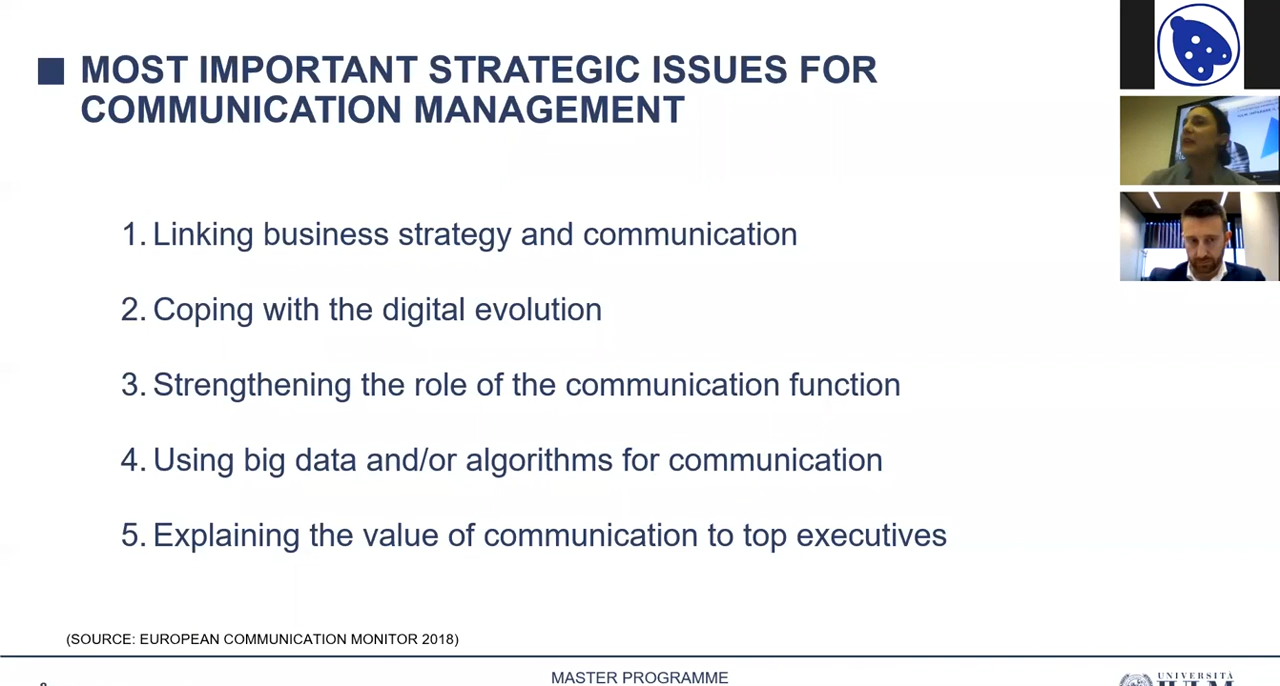 MOST IMPORTANT STRATEGIC ISSUES FOR
COMMUNICATION MANAGEMENT
1. Linking business strategy and communication
2. Coping with the digital evolution
3. Strengthening the role of the communication function
4. Using big data and/or algorithms for communication
5. Explaining the value of communication to top executives
(SOURCE: EUROPEAN COMMUNICATION MONITOR 2018)
MASTER PROGRAMME
UNIVERSITÀ